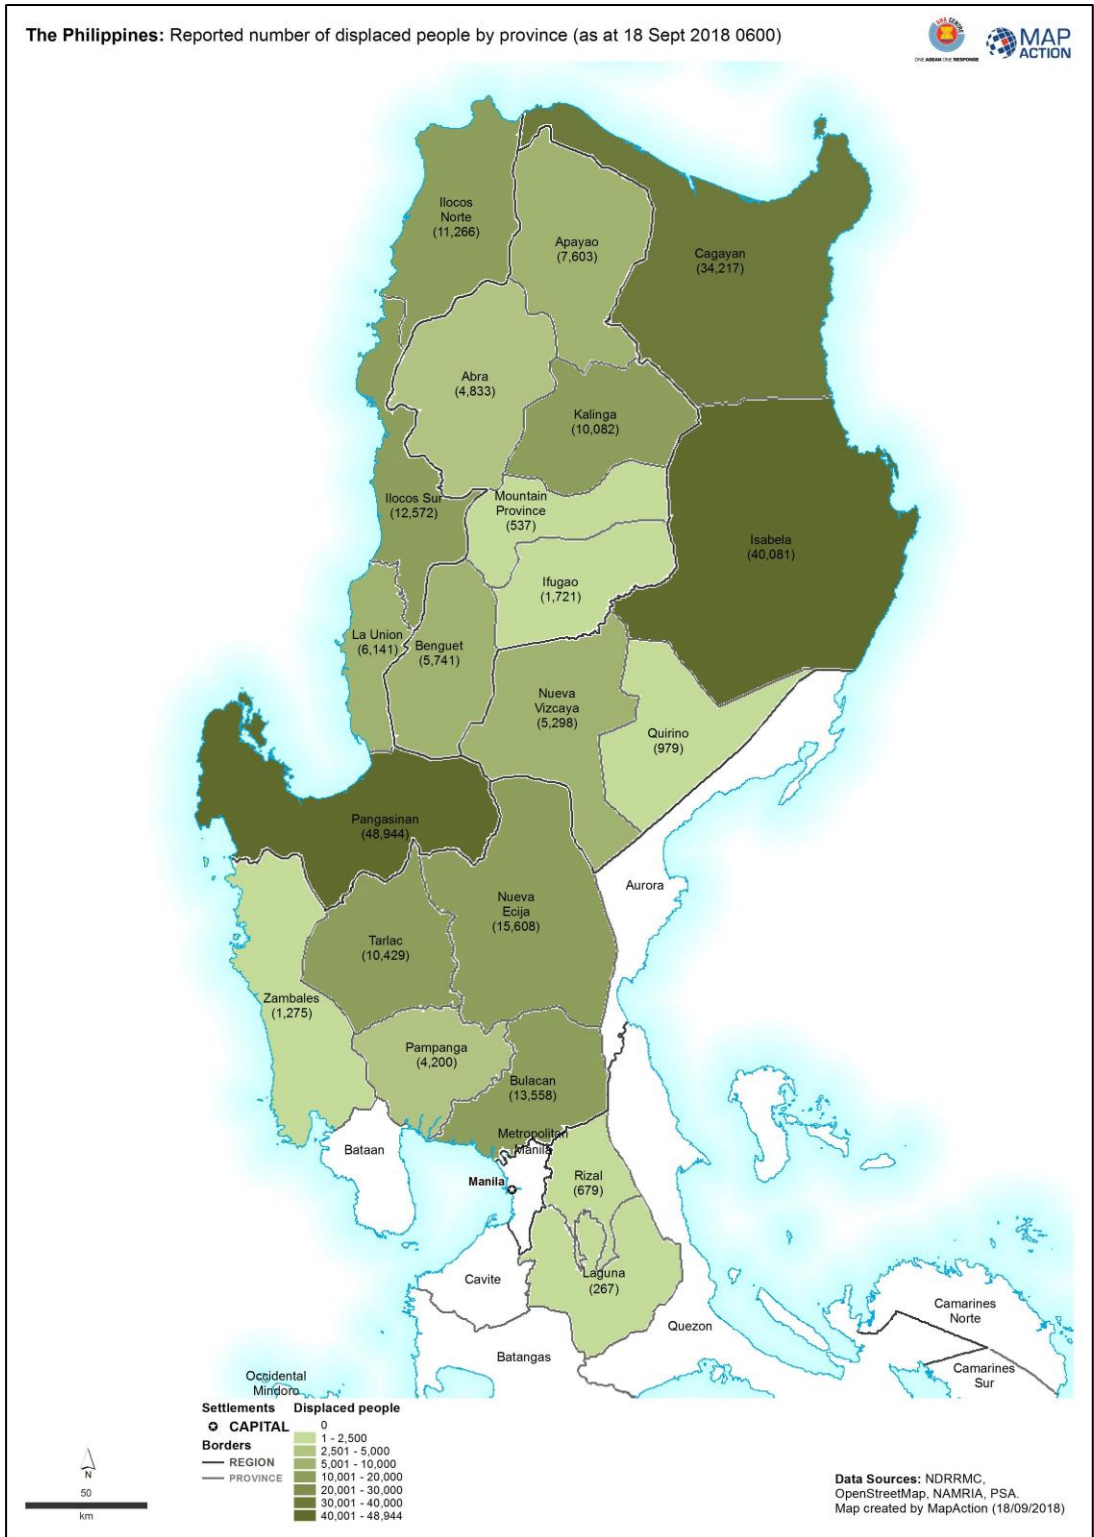 The Philippines: Reported number of displaced people by province (as at 18 Sept 2018 0600)
AHA CENTRE
ONE ASEAN ONE RESPONSE
MAP
ACTION
Ilocos
Norte
(11,266)
Apayao
(7,603)
Cagayan
(34,217)
Abra
(4,833)
Kalinga
(10,082)
Ilocos Sur
(12,572)
Mountain
Province
(537)
Isabela
(40,081)
Ifugao
(1,721)
La Union
(6,141)
Benguet
(5,741)
Nueva
Vizcaya
(5,298)
Quirino
(979)
Pangasinan
(48,944)
Aurora
Nueva
Ecija
(15,608)
Tarlac
(10,429)
Zambales
(1,275)
Pampanga
(4,200)
Bulacan
(13,558)
Metropolitan
Manila
Bataan
Manila
Rizal
(679)
Cavite
Laguna
(267)
Quezon
Batangas
Camarines
Norte
Camarines
Sur
Occidental
Mindoro
Settlements
CAPITAL
Borders
REGION
PROVINCE
Displaced people
0
1 - 2,500
2,501 - 5,000
5,001 - 10,000
10,001 - 20,000
20,001 - 30,000
30,001 - 40,000
40,001 - 48,944
N
50
km
Data Sources: NDRRMC,
OpenStreetMap, NAMRIA, PSA.
Map created by MapAction (18/09/2018)